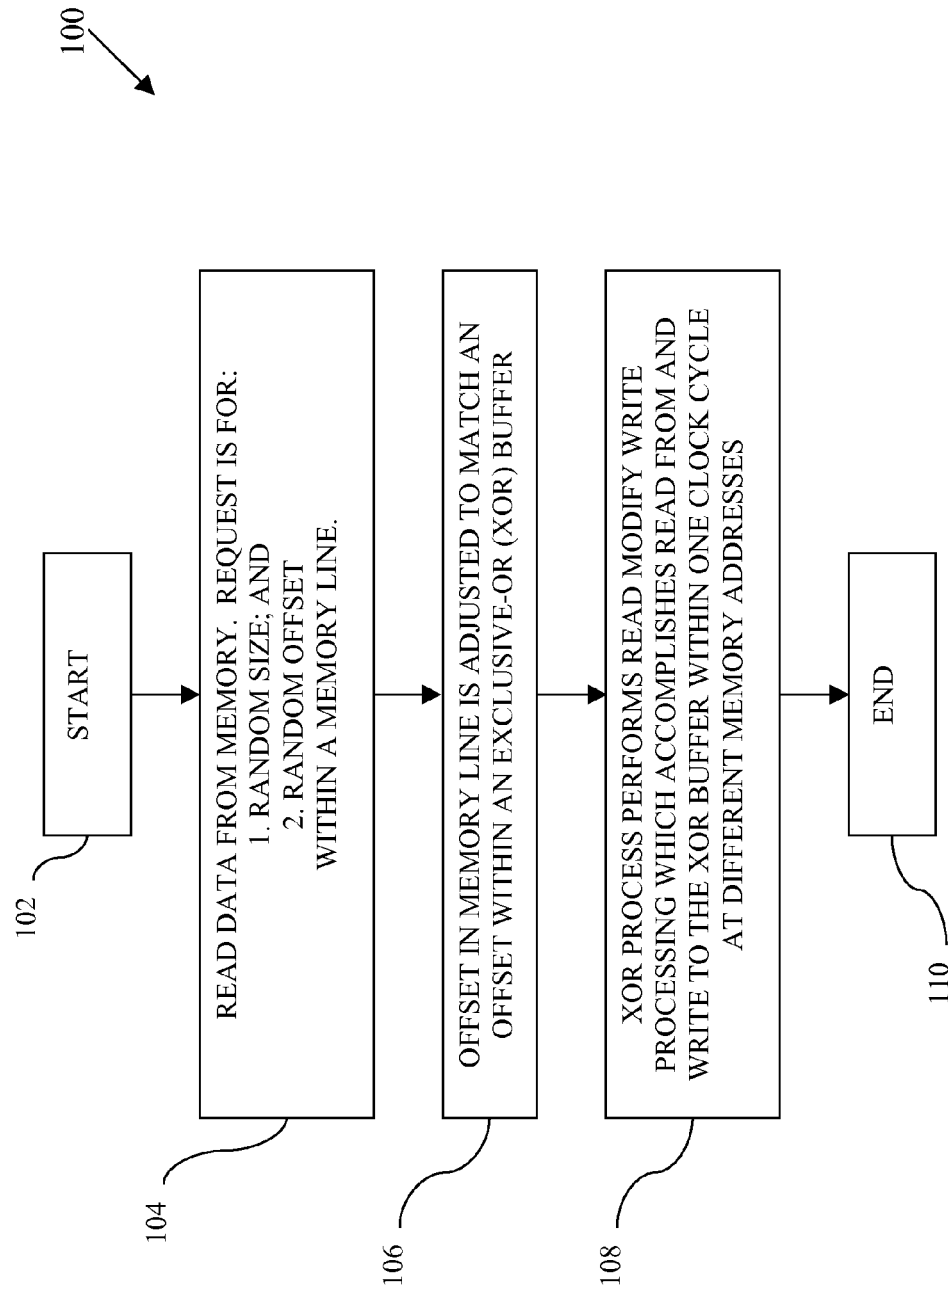 100
102
START
104
READ DATA FROM MEMORY. REQUEST IS FOR:
1. RANDOM SIZE; AND
2. RANDOM OFFSET
WITHIN A MEMORY LINE.
106
OFFSET IN MEMORY LINE IS ADJUSTED TO MATCH AN
OFFSET WITHIN AN EXCLUSIVE-OR (XOR) BUFFER
108
XOR PROCESS PERFORMS READ MODIFY WRITE
PROCESSING WHICH ACCOMPLISHES READ FROM AND
WRITE TO THE XOR BUFFER WITHIN ONE CLOCK CYCLE
AT DIFFERENT MEMORY ADDRESSES
110
END